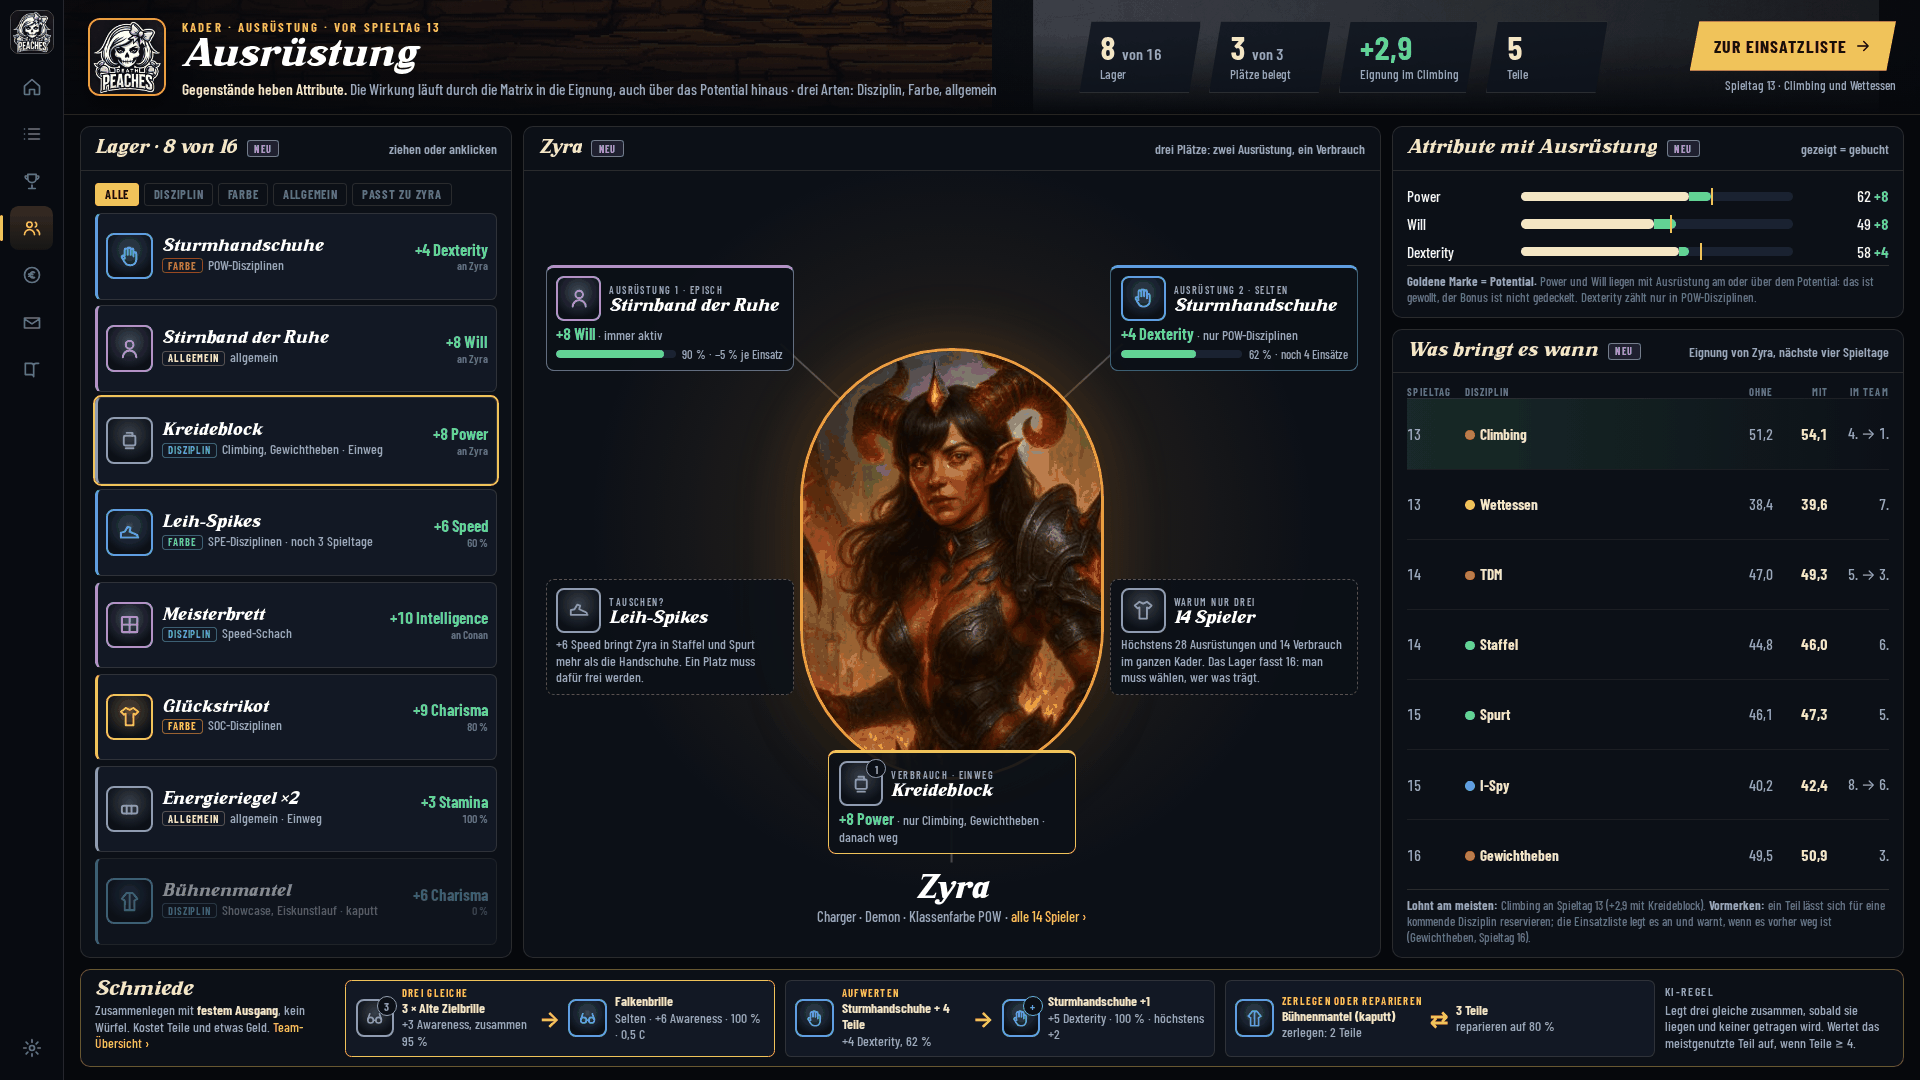 DEATH
PEACHES
KADER · AUSRÜSTUNG · VOR SPIELTAG 13
Ausrüstung
Gegenstände heben Attribute. Die Wirkung läuft durch die Matrix in die Eignung, auch über das Potential hinaus · drei Arten: Disziplin, Farbe, allgemein
8 von 16
Lager
3 von 3
Plätze belegt
+2,9
Eignung im Climbing
5
Teile
ZUR EINSATZLISTE →
Spieltag 13 · Climbing und Wettessen
Lager · 8 von 16 NEU
ziehen oder anklicken
ALLE DISZIPLIN FARBE ALLGEMEIN PASST ZU ZYRA
Sturmhandschuhe
FARBE POW-Disziplinen
+4 Dexterity
an Zyra
Stirnband der Ruhe
ALLGEMEIN allgemein
+8 Will
an Zyra
Kreideblock
DISZIPLIN Climbing, Gewichtheben · Einweg
+8 Power
an Zyra
Leih-Spikes
FARBE SPE-Disziplinen · noch 3 Spieltage
+6 Speed
60 %
Meisterbrett
DISZIPLIN Speed-Schach
+10 Intelligence
an Conan
Glückstrikot
FARBE SOC-Disziplinen
+9 Charisma
80 %
Energieriegel ×2
ALLGEMEIN allgemein · Einweg
+3 Stamina
100 %
Bühnenmantel
DISZIPLIN Showcase, Eiskunstlauf · kaputt
+6 Charisma
0 %
Zyra NEU
drei Plätze: zwei Ausrüstung, ein Verbrauch
AUSRÜSTUNG 1 · EPISCH
Stirnband der Ruhe
+8 Will · immer aktiv
90 % · −5 % je Einsatz
AUSRÜSTUNG 2 · SELTEN
Sturmhandschuhe
+4 Dexterity · nur POW-Disziplinen
62 % · noch 4 Einsätze
TAUSCHEN?
Leih-Spikes
+6 Speed bringt Zyra in Staffel und Spurt
mehr als die Handschuhe. Ein Platz muss
dafür frei werden.
WARUM NUR DREI
14 Spieler
Höchstens 28 Ausrüstungen und 14 Verbrauch
im ganzen Kader. Das Lager fasst 16; man
muss wählen, wer was trägt.
1
VERBRAUCH · EINWEG
Kreideblock
+8 Power · nur Climbing, Gewichtheben ·
danach weg
Zyra
Charger · Demon · Klassenfarbe POW · alle 14 Spieler ›
Attribute mit Ausrüstung NEU
gezeigt = gebucht
Power 62 +8
Will 49 +8
Dexterity 58 +4
Goldene Marke = Potential. Power und Will liegen mit Ausrüstung am oder über dem Potential: das ist
gewollt, der Bonus ist nicht gedeckelt. Dexterity zählt nur in POW-Disziplinen.
Was bringt es wann NEU
Eignung von Zyra, nächste vier Spieltage
SPIELTAG DISZIPLIN OHNE MIT IM TEAM
13 Climbing 51,2 54,1 4. → 1.
13 Wettessen 38,4 39,6 7.
14 TDM 47,0 49,3 5. → 3.
14 Staffel 44,8 46,0 6.
15 Spurt 46,1 47,3 5.
15 I-Spy 40,2 42,4 8. → 6.
16 Gewichtheben 49,5 50,9 3.
Lohnt am meisten: Climbing an Spieltag 13 (+2,9 mit Kreideblock). Vormerken: ein Teil lässt sich für eine
kommende Disziplin reservieren; die Einsatzliste legt es an und warnt, wenn es vorher weg ist
(Gewichtheben, Spieltag 16).
Schmiede
Zusammenlegen mit festem Ausgang, kein
Würfel. Kostet Teile und etwas Geld. Team-
Übersicht ›
3
DREI GLEICHE
3 × Alte Zielbrille
+3 Awareness, zusammen
95 %
→
Falkenbrille
Selten · +6 Awareness · 100 %
· 0,5 C
AUFWERTEN
Sturmhandschuhe + 4
Teile
+4 Dexterity, 62 %
→
+
Sturmhandschuhe +1
+5 Dexterity · 100 % · höchstens
+2
ZERLEGEN ODER REPARIEREN
Bühnenmantel (kaputt)
zerlegen: 2 Teile
⇄
3 Teile
reparieren auf 80 %
KI-REGEL
Legt drei gleiche zusammen, sobald sie
liegen und keiner getragen wird. Wertet das
meistgenutzte Teil auf, wenn Teile ≥ 4.